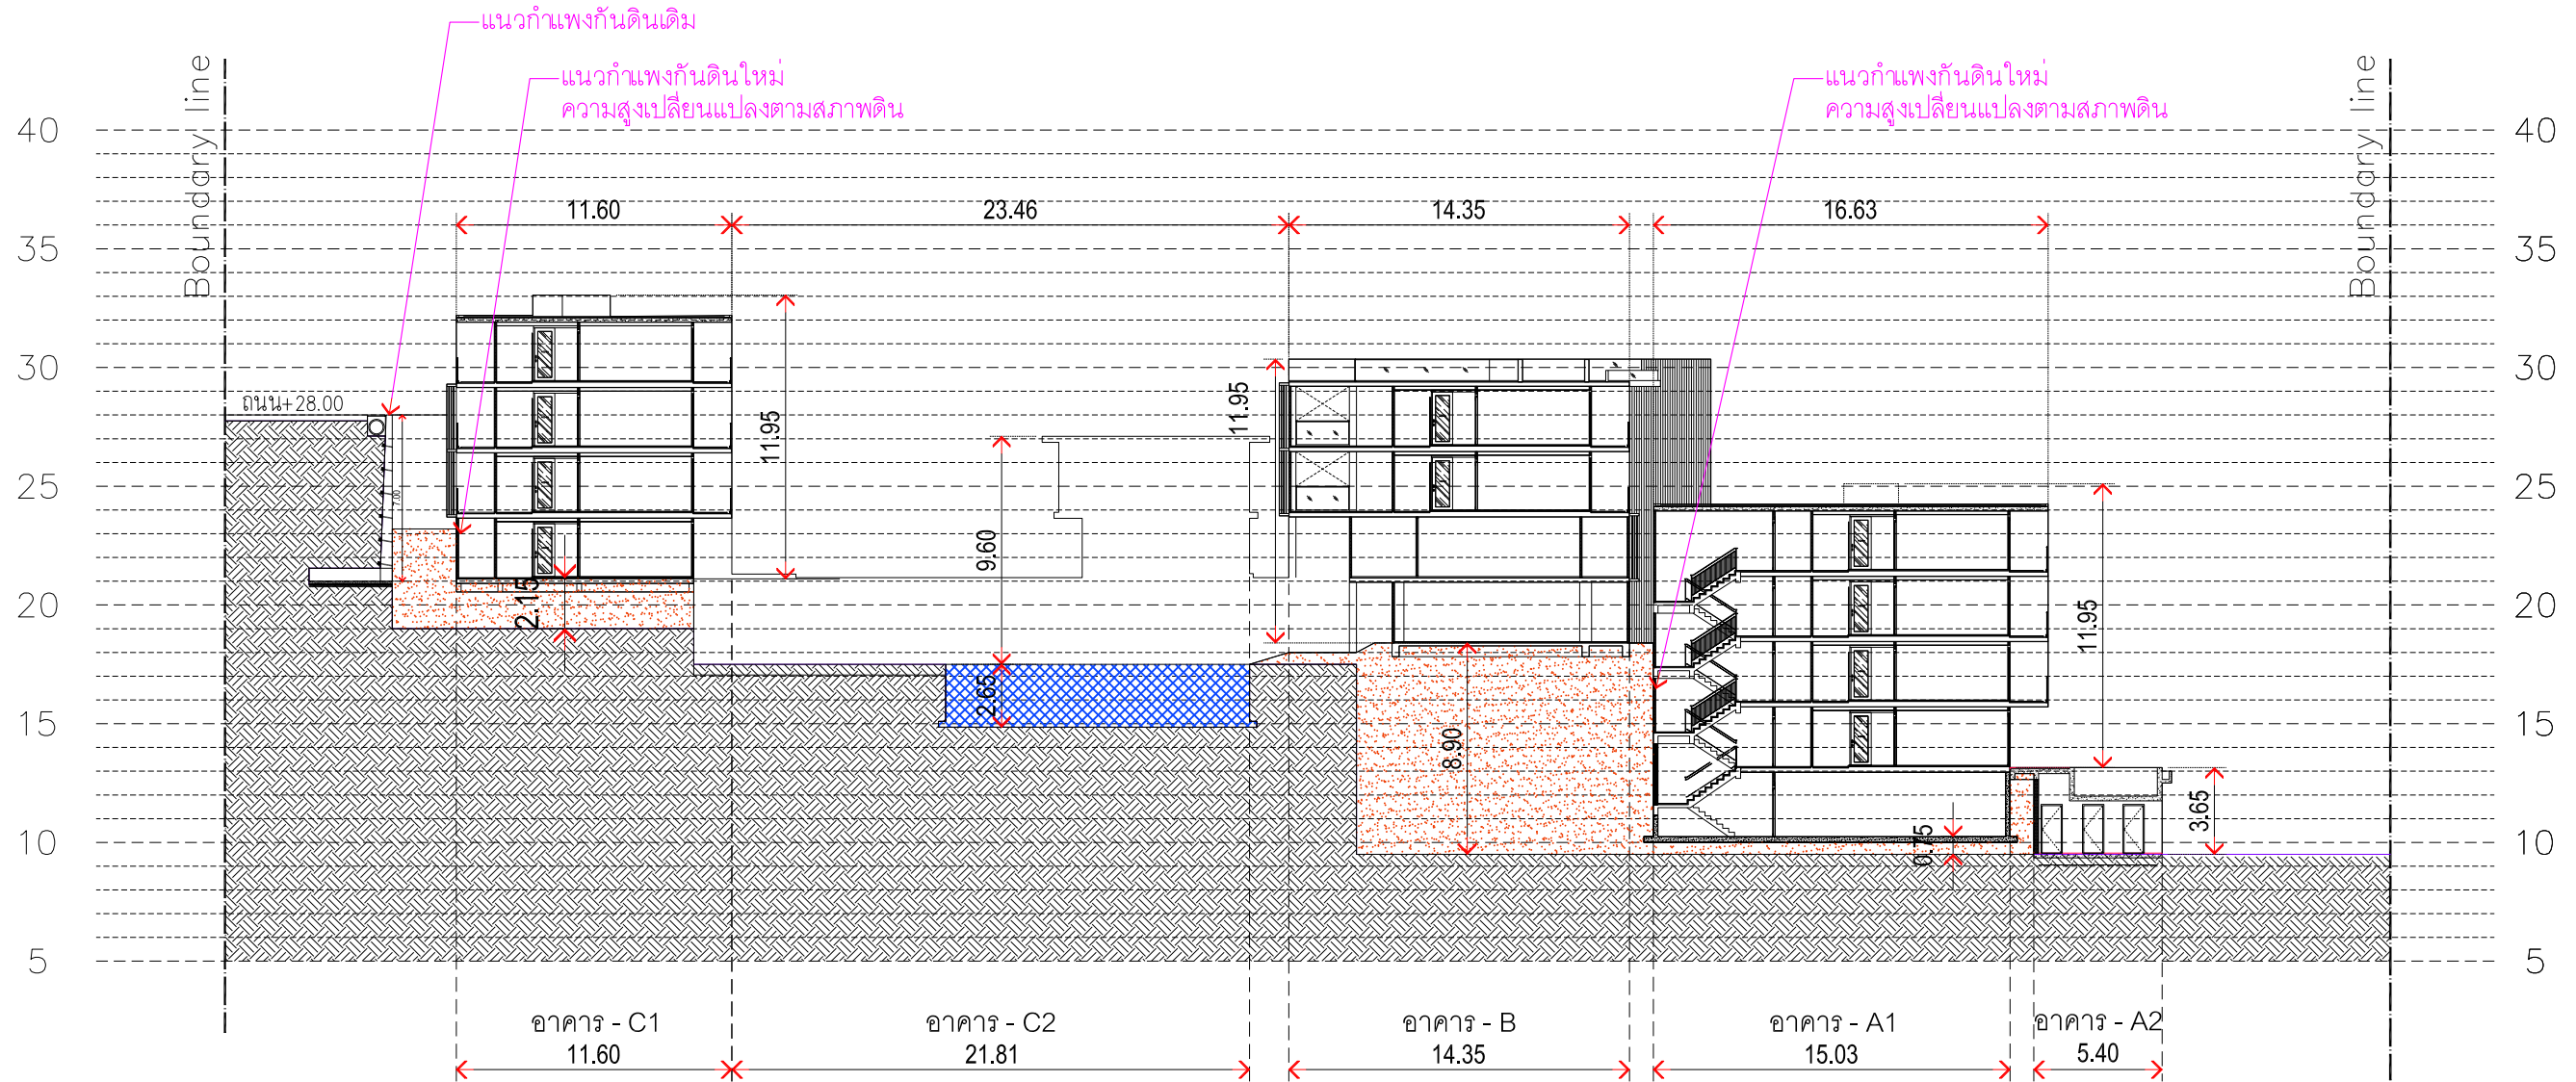 แนวกำแพงกันดินเดิม
แนวกำแพงกันดินใหม่
ความสูงเปลี่ยนแปลงตามสภาพดิน
แนวกำแพงกันดินใหม่
ความสูงเปลี่ยนแปลงตามสภาพดิน
Boundary line
Boundary line
40
40
11.60
23.46
14.35
16.63
35
35
30
30
ถนน+28.00
11.95
11.95
7.00
25
25
9.60
11.95
2.15
20
20
2.65
15
15
8.90
3.65
0.75
10
10
5
5
อาคาร - C1
อาคาร - C2
อาคาร - B
อาคาร - A1
อาคาร - A2
11.60
21.81
14.35
15.03
5.40